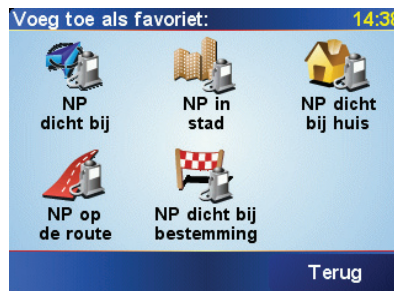 Voeg toe als favoriet: 14:38
NP
dicht bij
NP in
stad
NP dicht
bij huis
NP op
de route
NP dicht bij
bestemming
Terug